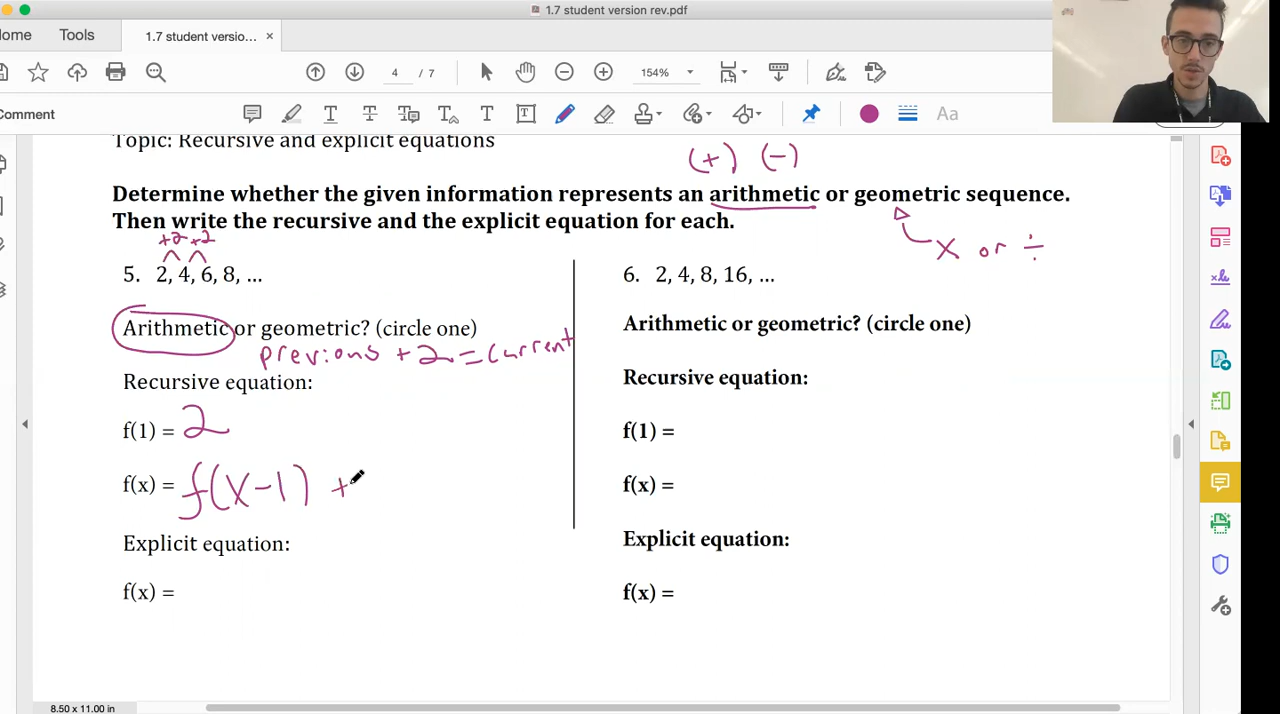 1.7 student version rev.pdf
ome Tools 1.7 student versio... ×
4 / 7 154%
Comment
Aa
Topic: Recursive and explicit equations
(+) (−)
Determine whether the given information represents an arithmetic or geometric sequence.
Then write the recursive and the explicit equation for each.
+2 +2
x or ÷
5. 2, 4, 6, 8, ...
Arithmetic or geometric? (circle one)
previous + 2 = current
Recursive equation:
f(1) = 2
f(x) = f(x−1) +
Explicit equation:
f(x) =
6. 2, 4, 8, 16, ...
Arithmetic or geometric? (circle one)
Recursive equation:
f(1) =
f(x) =
Explicit equation:
f(x) =
8.50 x 11.00 in